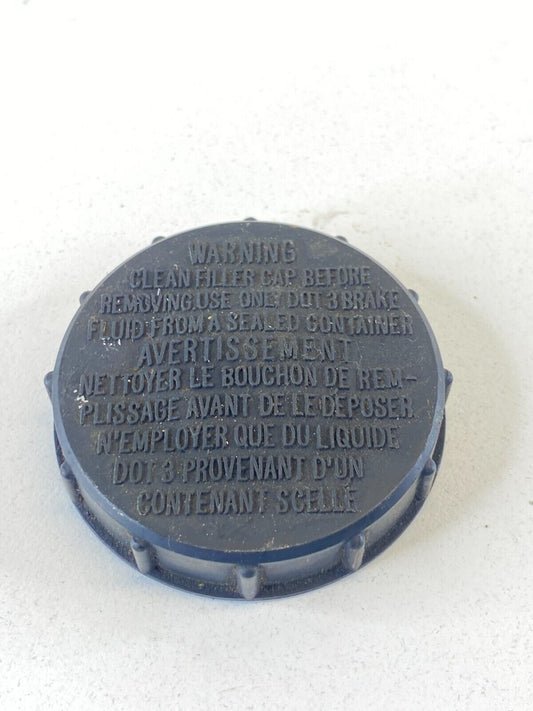 WARNING
CLEAN FILLER CAP BEFORE
REMOVING.USE ONLY DOT 3 BRAKE
FLUID FROM A SEALED CONTAINER
AVERTISSEMENT
NETTOYER LE BOUCHON DE REM-
PLISSAGE AVANT DE LE DEPOSER
N'EMPLOYER QUE DU LIQUIDE
DOT 3 PROVENANT D'UN
CONTENANT SCELLE